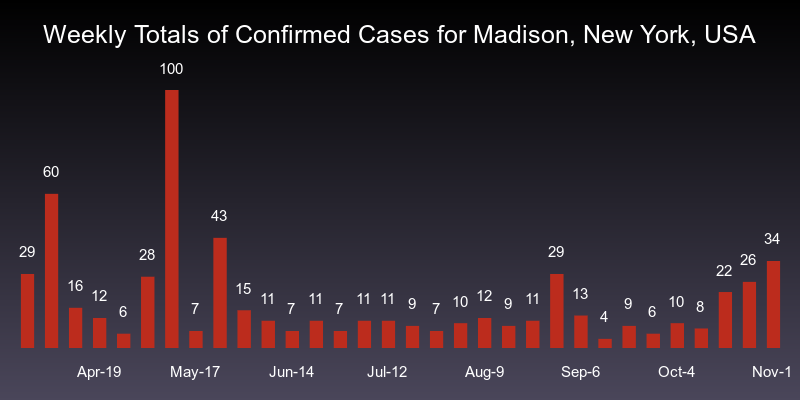 Weekly Totals of Confirmed Cases for Madison, New York, USA
29 60 16 12 6 28 100 7 43 15 11 7 11 7 11 11 9 7 10 12 9 11 29 13 4 9 6 10 8 22 26 34
Apr-19 May-17 Jun-14 Jul-12 Aug-9 Sep-6 Oct-4 Nov-1